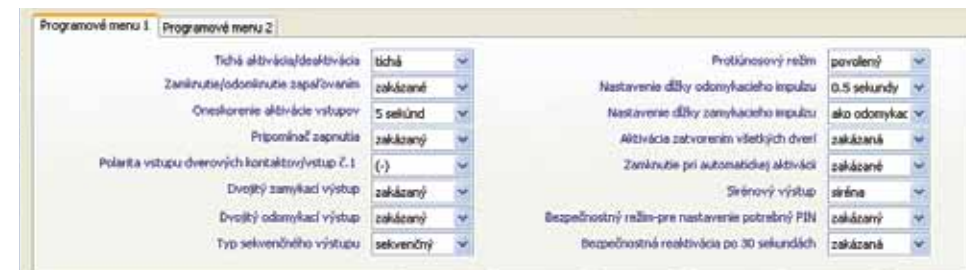 Programové menu 1 Programové menu 2
Tichá aktivácia/deaktivácia tichá Protiúnosový režim povolený
Zamknutie/odomknutie zapaľovaním zakázané Nastavenie dĺžky odomykacieho impulzu 0.5 sekundy
Oneskorenie aktivácie vstupov 5 sekúnd Nastavenie dĺžky zamykacieho impulzu ako odomykac
Pripomínač zapnutia zakázaný Aktivácia zatvorením všetkých dverí zakázaná
Polarita vstupu dverových kontaktov/vstup č.1 (-) Zamknutie pri automatickej aktivácii zakázané
Dvojitý zamykací výstup zakázaný Sirénový výstup siréna
Dvojitý odomykací výstup zakázaný Bezpečnostný režim-pre nastavenie potrebný PIN zakázaný
Typ sekvenčného výstupu sekvenčný Bezpečnostná reaktivácia po 30 sekundách zakázaná